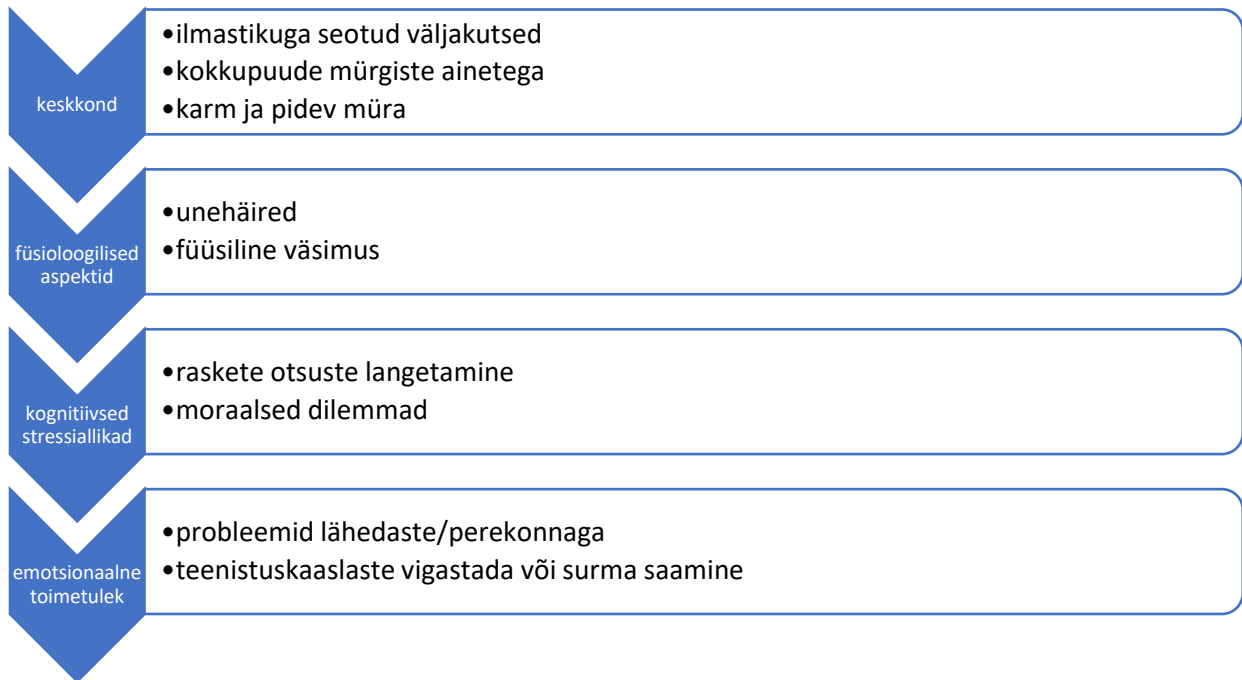 keskkond
•ilmastikuga seotud väljakutsed
•kokkupuude mürgiste ainetega
•karm ja pidev müra
füsioloogilised
aspektid
•unehäired
•füüsiline väsimus
kognitiivsed
stressiallikad
•raskete otsuste langetamine
•moraalsed dilemmad
emotsionaalne
toimetulek
•probleemid lähedaste/perekonnaga
•teenistuskaaslaste vigastada või surma saamine